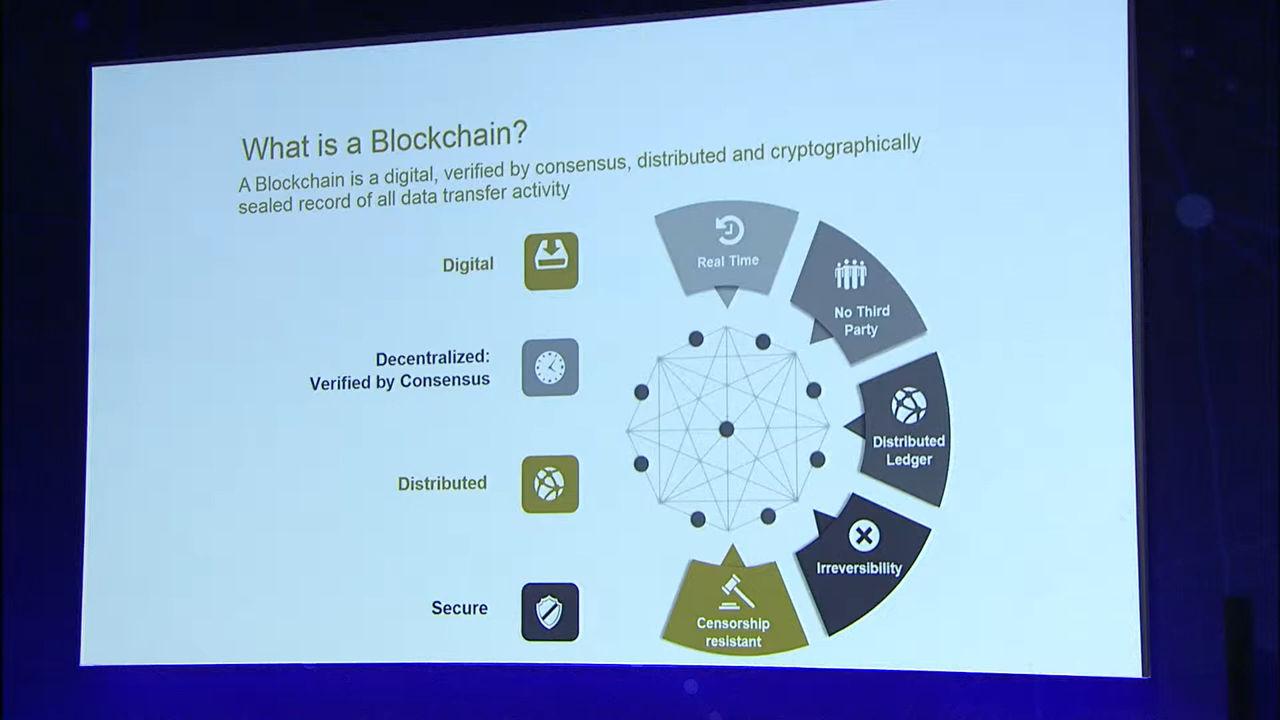 What is a Blockchain?
A Blockchain is a digital, verified by consensus, distributed and cryptographically
sealed record of all data transfer activity
Digital
Decentralized:
Verified by Consensus
Distributed
Secure
Real Time
No Third
Party
Distributed
Ledger
Irreversibility
Censorship
resistant